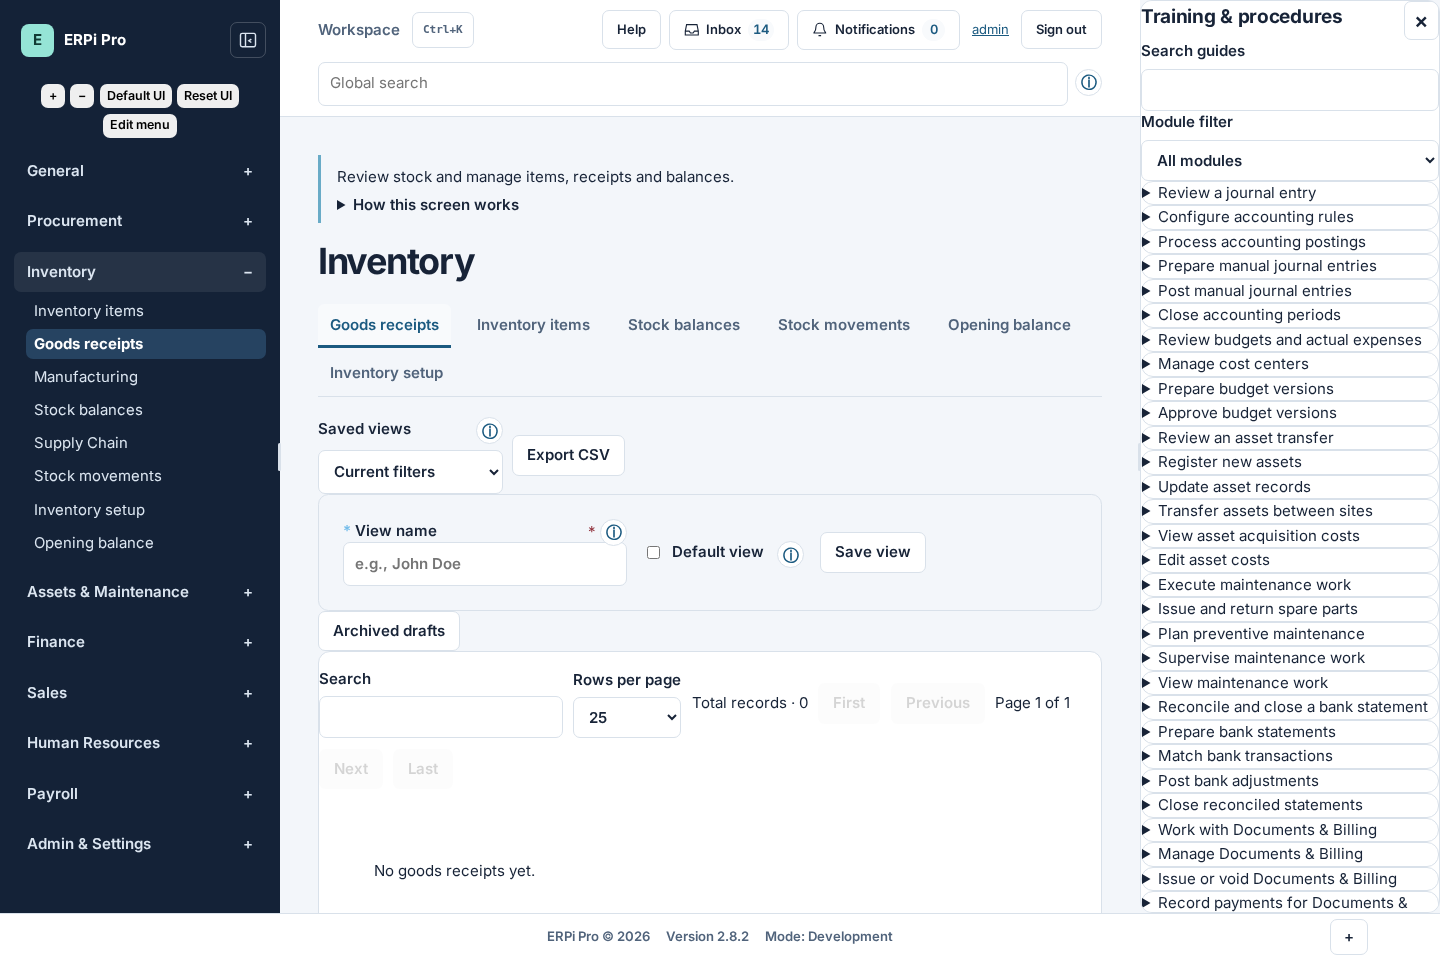 E ERPi Pro
+ − Default UI Reset UI
Edit menu
General +
Procurement +
Inventory −
Inventory items
Goods receipts
Manufacturing
Stock balances
Supply Chain
Stock movements
Inventory setup
Opening balance
Assets & Maintenance +
Finance +
Sales +
Human Resources +
Payroll +
Admin & Settings +
Workspace Ctrl+K Help Inbox 14 Notifications 0 admin Sign out
Global search ⓘ
Review stock and manage items, receipts and balances.
▶ How this screen works
Inventory
Goods receipts Inventory items Stock balances Stock movements Opening balance
Inventory setup
Saved views ⓘ
Current filters Export CSV
* View name * ⓘ
e.g., John Doe
Default view ⓘ Save view
Archived drafts
Search Rows per page
25 Total records · 0 First Previous Page 1 of 1
Next Last
No goods receipts yet.
Training & procedures ×
Search guides
Module filter
All modules
▶ Review a journal entry
▶ Configure accounting rules
▶ Process accounting postings
▶ Prepare manual journal entries
▶ Post manual journal entries
▶ Close accounting periods
▶ Review budgets and actual expenses
▶ Manage cost centers
▶ Prepare budget versions
▶ Approve budget versions
▶ Review an asset transfer
▶ Register new assets
▶ Update asset records
▶ Transfer assets between sites
▶ View asset acquisition costs
▶ Edit asset costs
▶ Execute maintenance work
▶ Issue and return spare parts
▶ Plan preventive maintenance
▶ Supervise maintenance work
▶ View maintenance work
▶ Reconcile and close a bank statement
▶ Prepare bank statements
▶ Match bank transactions
▶ Post bank adjustments
▶ Close reconciled statements
▶ Work with Documents & Billing
▶ Manage Documents & Billing
▶ Issue or void Documents & Billing
▶ Record payments for Documents &
ERPi Pro © 2026 Version 2.8.2 Mode: Development +